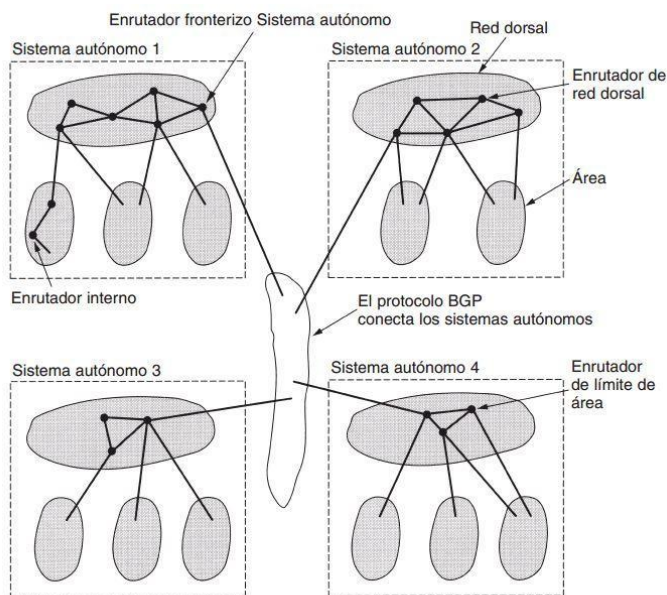 Enrutador fronterizo Sistema autónomo
Sistema autónomo 1
Red dorsal
Sistema autónomo 2
Enrutador de
red dorsal
Área
Enrutador interno
El protocolo BGP
conecta los sistemas autónomos
Sistema autónomo 3
Sistema autónomo 4
Enrutador
de límite de
área